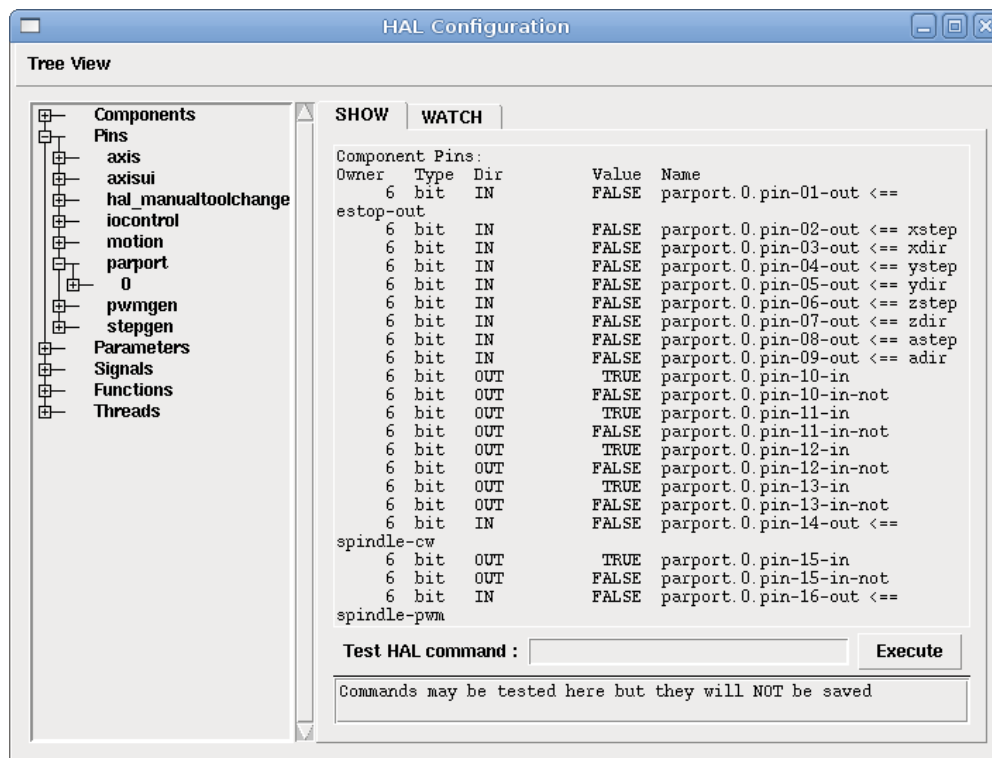 HAL Configuration
Tree View
Components
Pins
axis
axisui
hal_manualtoolchange
iocontrol
motion
parport
0
pwmgen
stepgen
Parameters
Signals
Functions
Threads
SHOW WATCH
Component Pins:
Owner Type Dir Value Name
6 bit IN FALSE parport.0.pin-01-out <==
estop-out
6 bit IN FALSE parport.0.pin-02-out <== xstep
6 bit IN FALSE parport.0.pin-03-out <== xdir
6 bit IN FALSE parport.0.pin-04-out <== ystep
6 bit IN FALSE parport.0.pin-05-out <== ydir
6 bit IN FALSE parport.0.pin-06-out <== zstep
6 bit IN FALSE parport.0.pin-07-out <== zdir
6 bit IN FALSE parport.0.pin-08-out <== astep
6 bit IN FALSE parport.0.pin-09-out <== adir
6 bit OUT TRUE parport.0.pin-10-in
6 bit OUT FALSE parport.0.pin-10-in-not
6 bit OUT TRUE parport.0.pin-11-in
6 bit OUT FALSE parport.0.pin-11-in-not
6 bit OUT TRUE parport.0.pin-12-in
6 bit OUT FALSE parport.0.pin-12-in-not
6 bit OUT TRUE parport.0.pin-13-in
6 bit OUT FALSE parport.0.pin-13-in-not
6 bit IN FALSE parport.0.pin-14-out <==
spindle-cw
6 bit OUT TRUE parport.0.pin-15-in
6 bit OUT FALSE parport.0.pin-15-in-not
6 bit IN FALSE parport.0.pin-16-out <==
spindle-pwm
Test HAL command : Execute
Commands may be tested here but they will NOT be saved